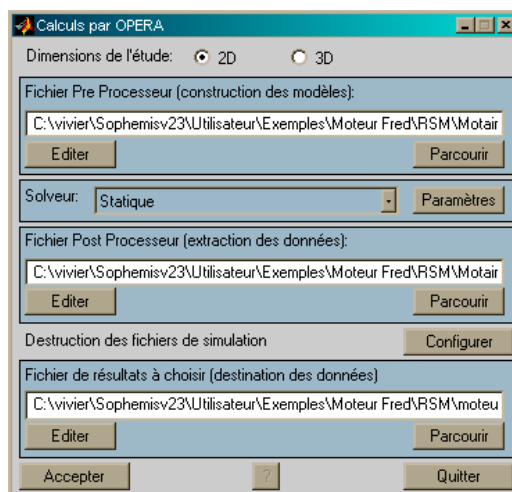 Calculs par OPERA
Dimensions de l'étude: 2D 3D
Fichier Pre Processeur (construction des modèles):
C:\vivier\Sophemisv23\Utilisateur\Exemples\Moteur Fred\RSM\Motair
Editer Parcourir
Solveur: Statique Paramètres
Fichier Post Processeur (extraction des données):
C:\vivier\Sophemisv23\Utilisateur\Exemples\Moteur Fred\RSM\Motair
Editer Parcourir
Destruction des fichiers de simulation Configurer
Fichier de résultats à choisir (destination des données)
C:\vivier\Sophemisv23\Utilisateur\Exemples\Moteur Fred\RSM\moteu
Editer Parcourir
Accepter ? Quitter